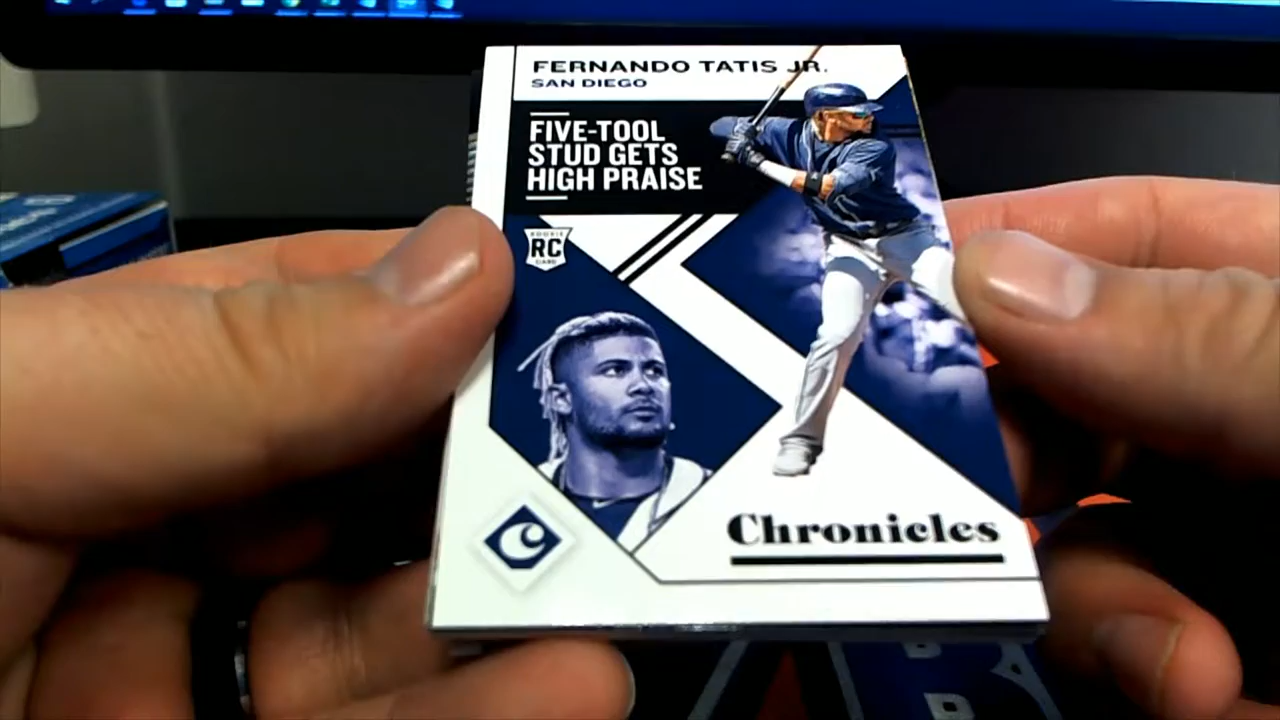 FERNANDO TATIS JR.
SAN DIEGO
FIVE-TOOL
STUD GETS
HIGH PRAISE
ROOKIE
RC
CARD
C
Chronicles